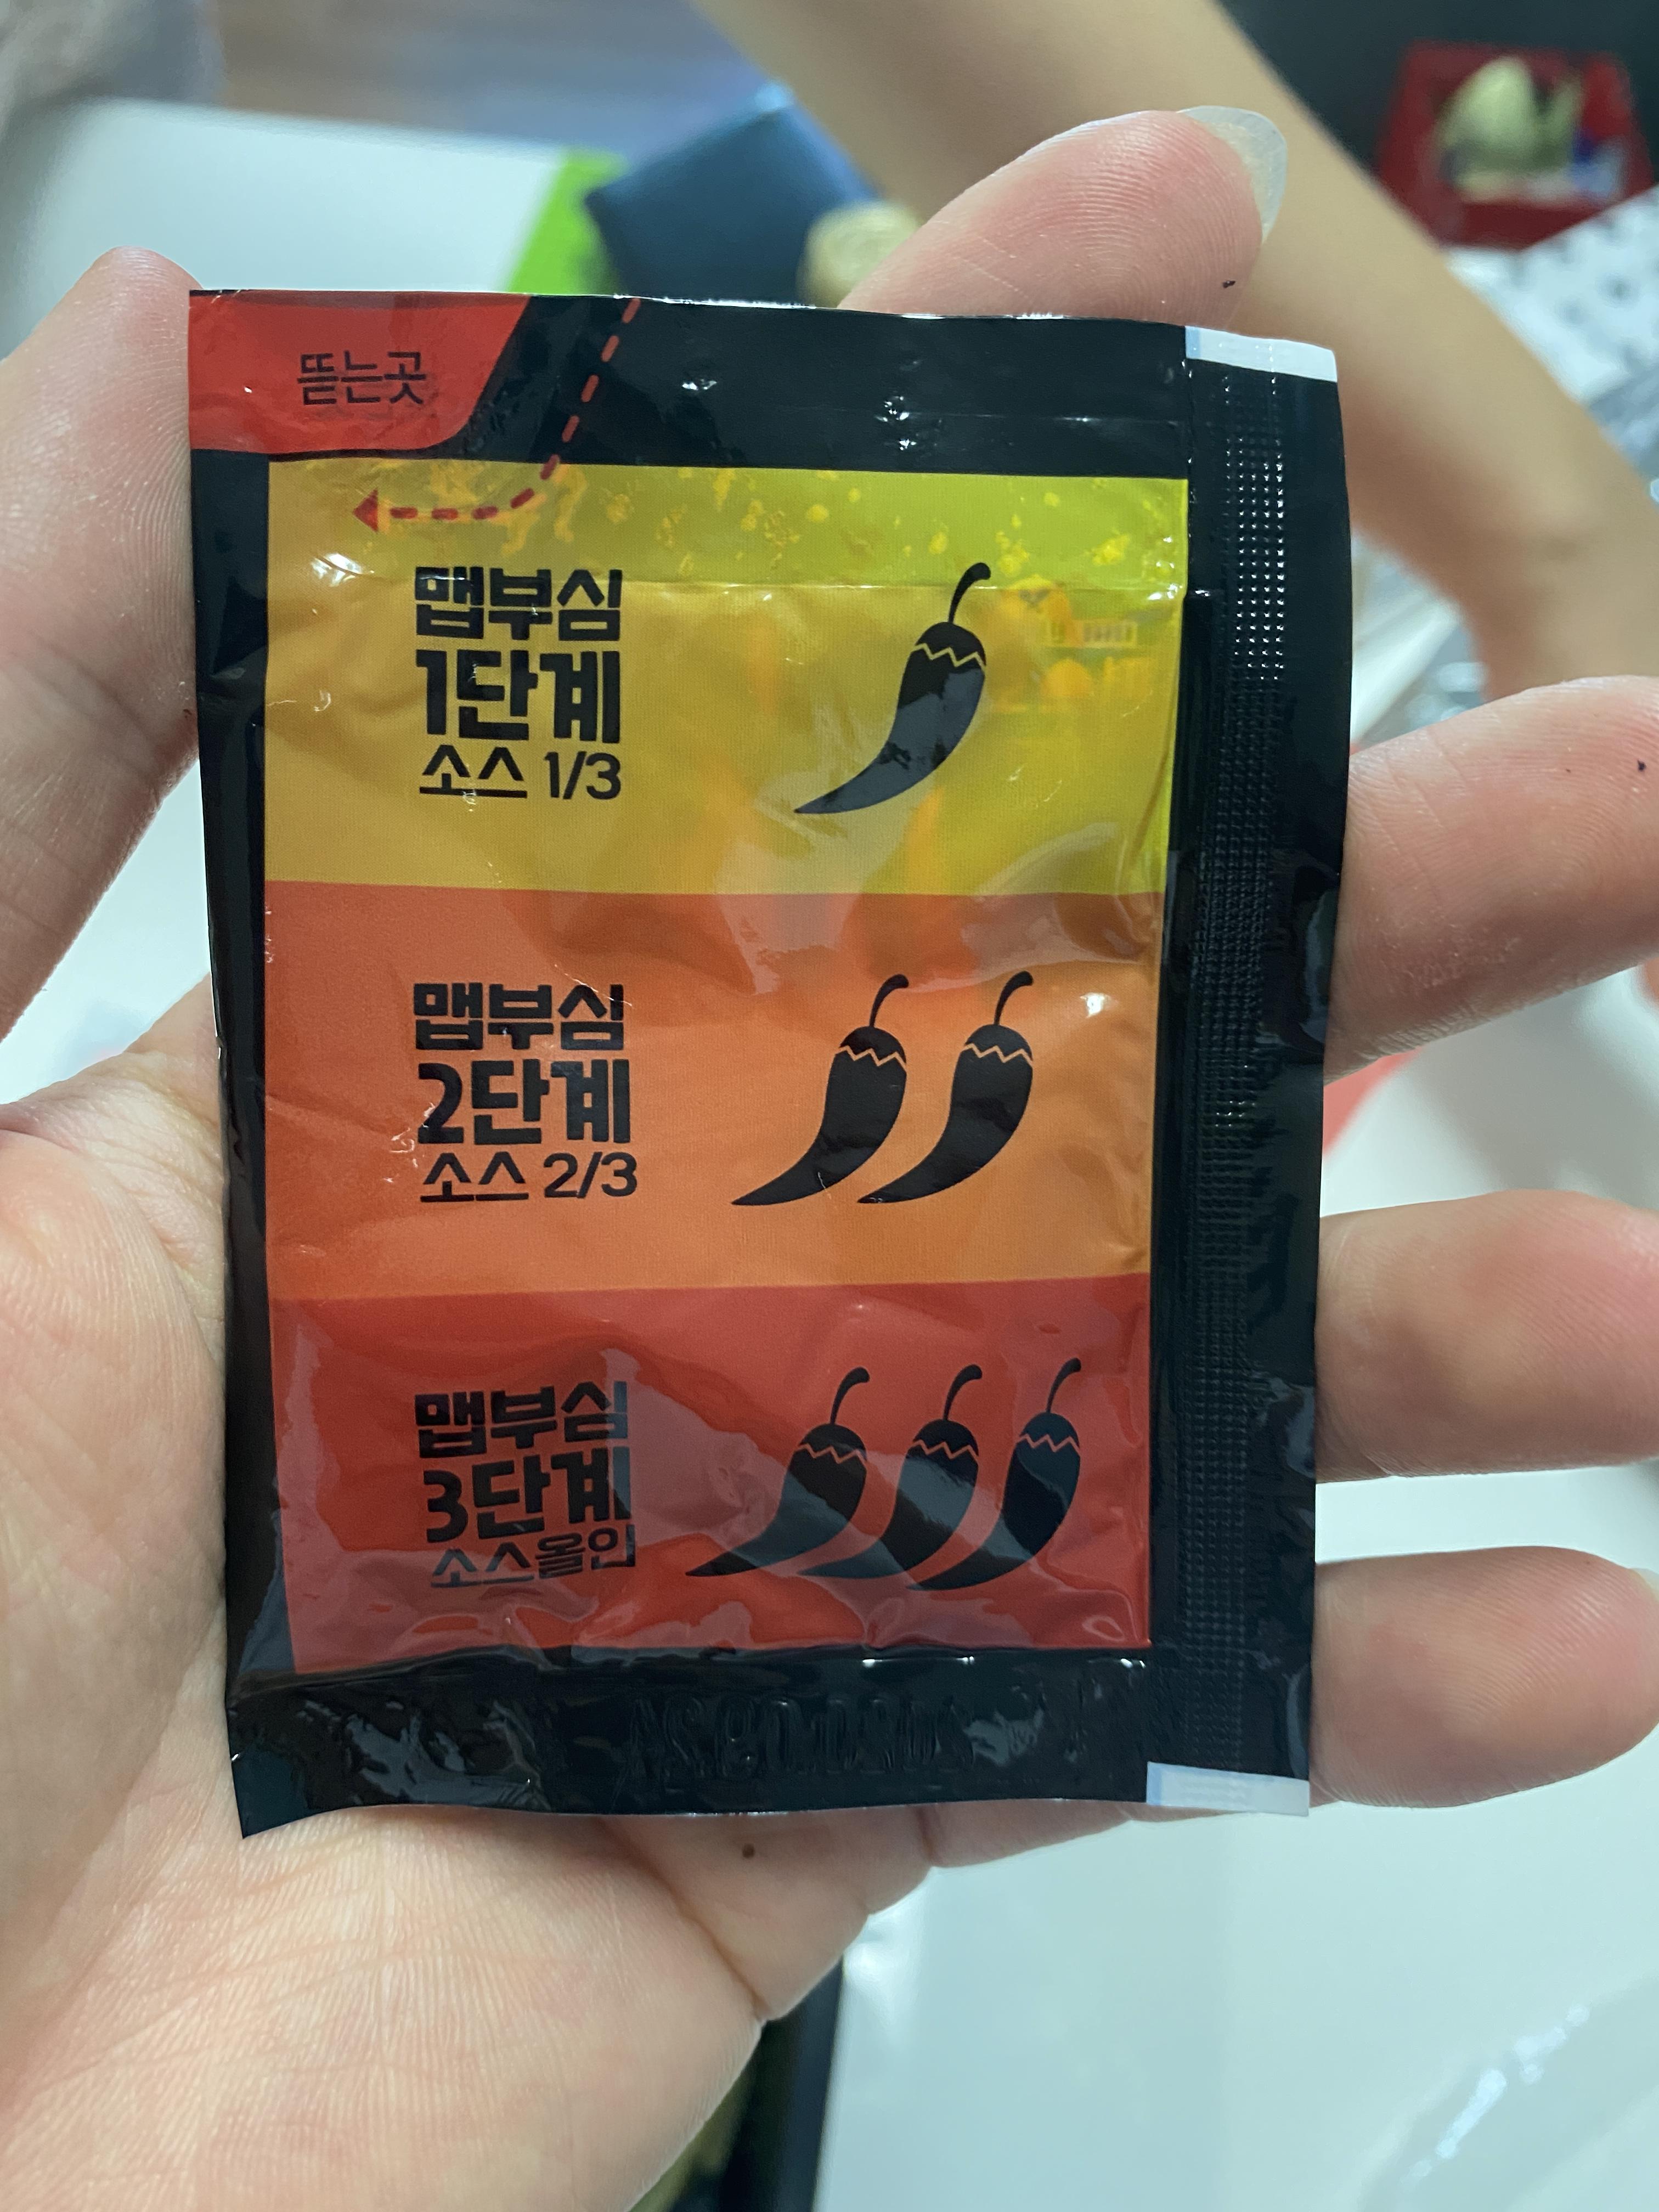 뜯는곳
맵부심
1단계
소스 1/3
맵부심
2단계
소스 2/3
맵부심
3단계
소스올인